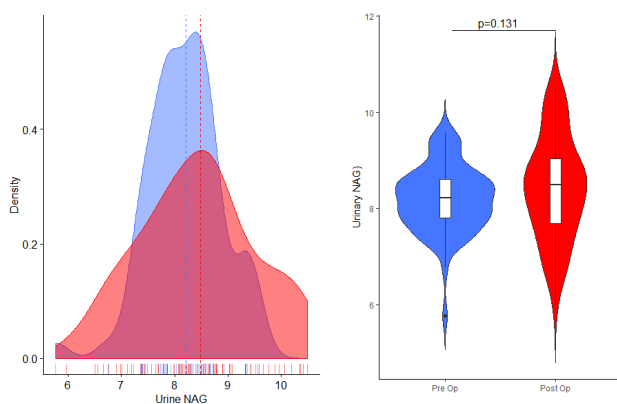 Density
0.4
0.2
0.0
6 7 8 9 10
Urine NAG
p=0.131
Urinary NAG)
12
10
8
6
Pre Op Post Op